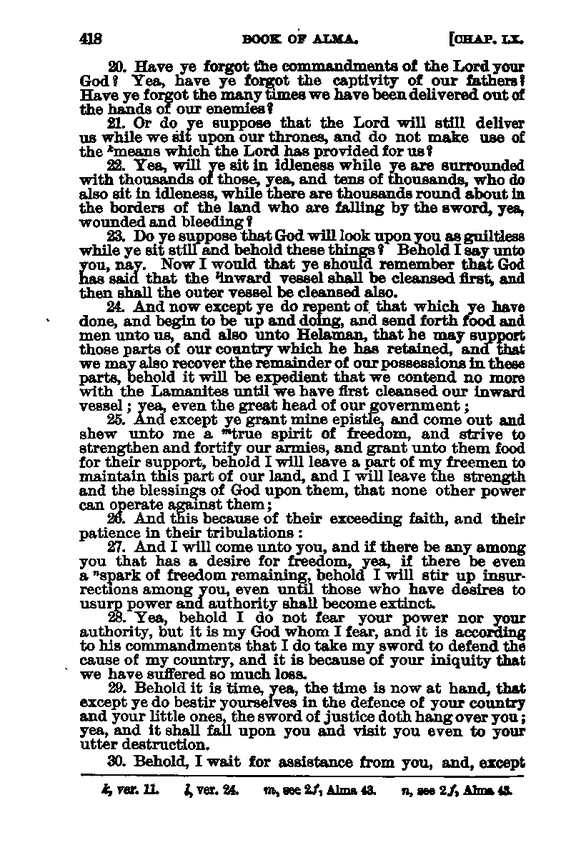 418 BOOK OF ALMA. [CHAP. LX.
20. Have ye forgot the commandments of the Lord your
God? Yea, have ye forgot the captivity of our fathers?
Have ye forgot the many times we have been delivered out of
the hands of our enemies?
21. Or do ye suppose that the Lord will still deliver
us while we sit upon our thrones, and do not make use of
the ᵏmeans which the Lord has provided for us?
22. Yea, will ye sit in idleness while ye are surrounded
with thousands of those, yea, and tens of thousands, who do
also sit in idleness, while there are thousands round about in
the borders of the land who are falling by the sword, yea,
wounded and bleeding?
23. Do ye suppose that God will look upon you as guiltless
while ye sit still and behold these things? Behold I say unto
you, nay. Now I would that ye should remember that God
has said that the ˡinward vessel shall be cleansed first, and
then shall the outer vessel be cleansed also.
24. And now except ye do repent of that which ye have
done, and begin to be up and doing, and send forth food and
men unto us, and also unto Helaman, that he may support
those parts of our country which he has retained, and that
we may also recover the remainder of our possessions in these
parts, behold it will be expedient that we contend no more
with the Lamanites until we have first cleansed our inward
vessel; yea, even the great head of our government;
25. And except ye grant mine epistle, and come out and
shew unto me a ᵐtrue spirit of freedom, and strive to
strengthen and fortify our armies, and grant unto them food
for their support, behold I will leave a part of my freemen to
maintain this part of our land, and I will leave the strength
and the blessings of God upon them, that none other power
can operate against them;
26. And this because of their exceeding faith, and their
patience in their tribulations:
27. And I will come unto you, and if there be any among
you that has a desire for freedom, yea, if there be even
a ⁿspark of freedom remaining, behold I will stir up insur-
rections among you, even until those who have desires to
usurp power and authority shall become extinct.
28. Yea, behold I do not fear your power nor your
authority, but it is my God whom I fear, and it is according
to his commandments that I do take my sword to defend the
cause of my country, and it is because of your iniquity that
we have suffered so much loss.
29. Behold it is time, yea, the time is now at hand, that
except ye do bestir yourselves in the defence of your country
and your little ones, the sword of justice doth hang over you;
yea, and it shall fall upon you and visit you even to your
utter destruction.
30. Behold, I wait for assistance from you, and, except
k, ver. 11. l, ver. 24. m, see 2f, Alma 43. n, see 2f, Alma 43.